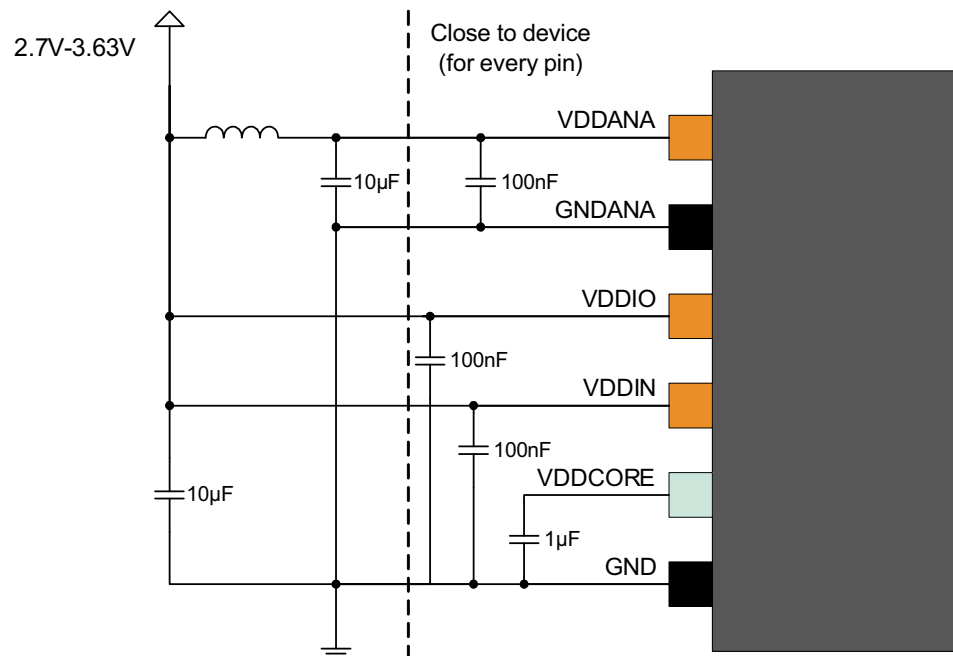 2.7V-3.63V
Close to device
(for every pin)
VDDANA
10µF
100nF
GNDANA
VDDIO
100nF
VDDIN
100nF
VDDCORE
10µF
1µF
GND